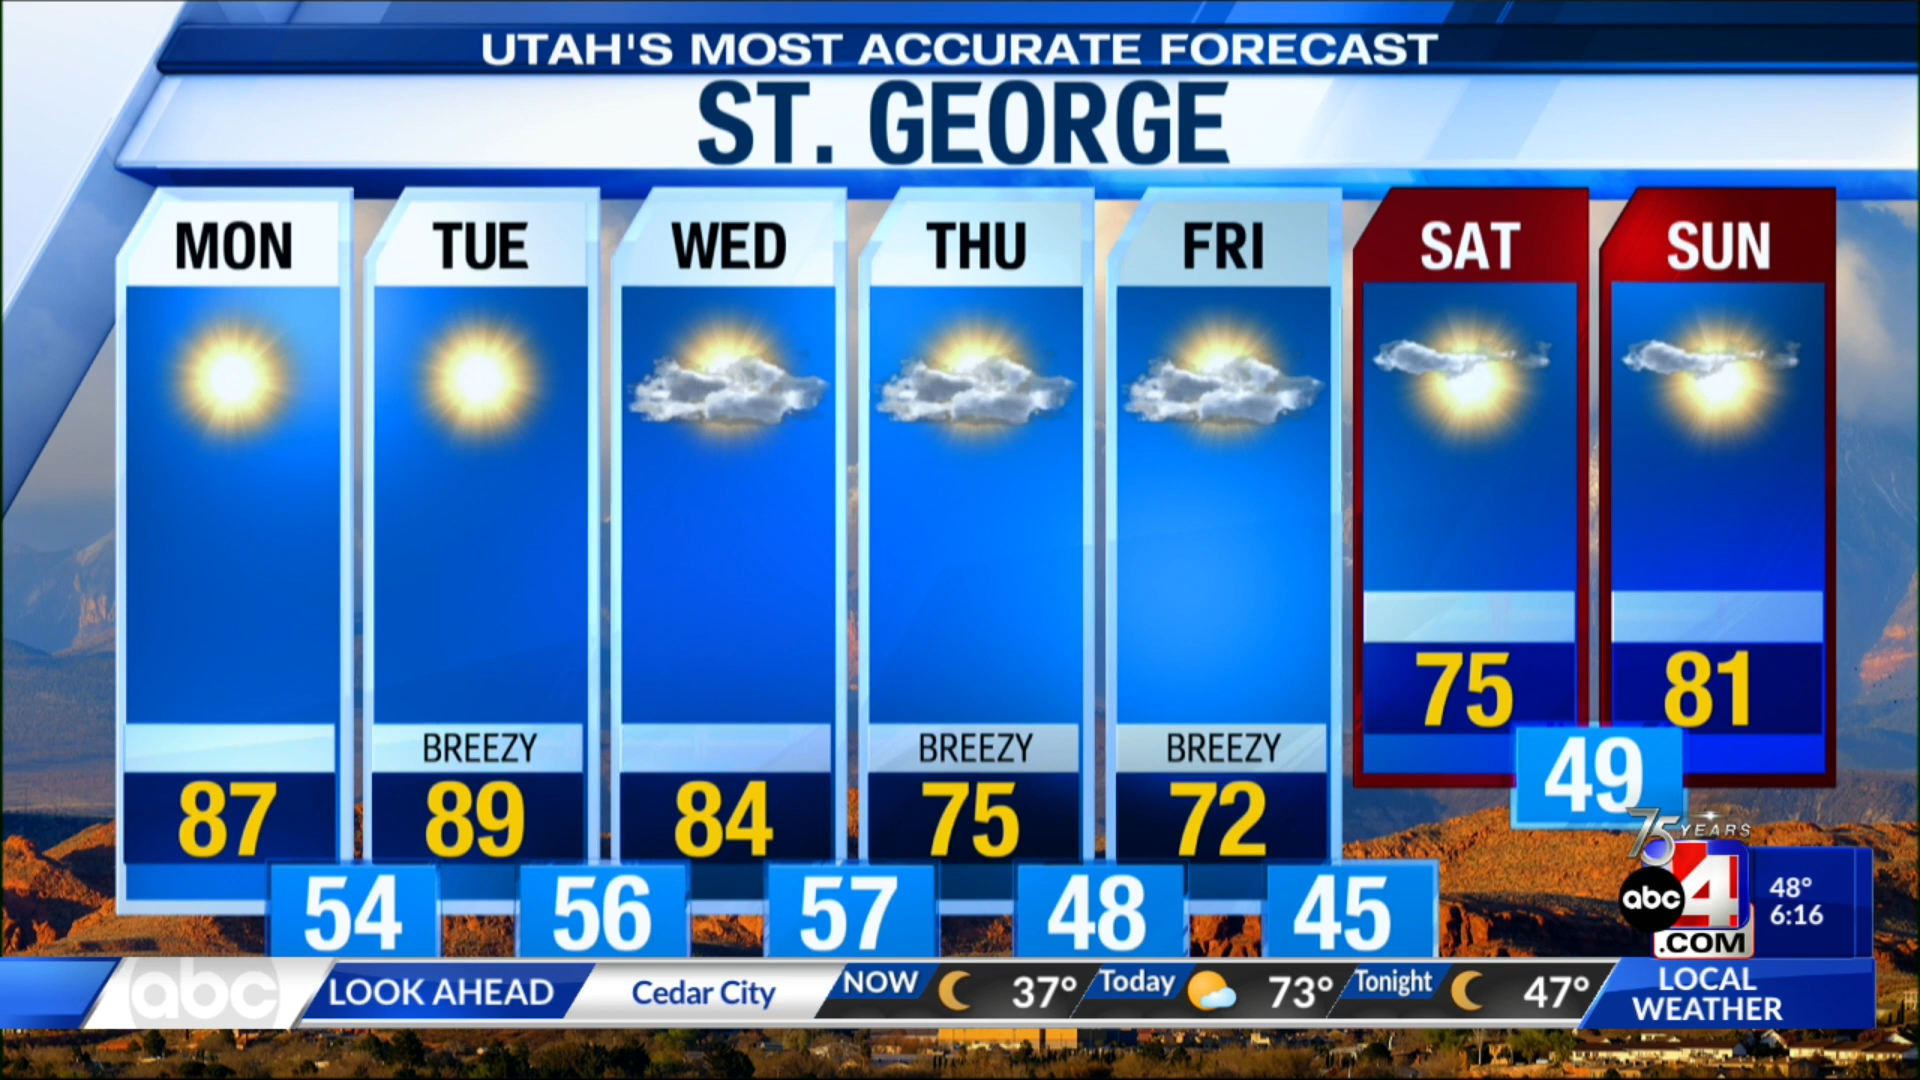 UTAH'S MOST ACCURATE FORECAST
ST. GEORGE
MON TUE WED THU FRI SAT SUN
75 81
BREEZY BREEZY BREEZY
49
87 89 84 75 72
75 YEARS
54 56 57 48 45
abc 4
.COM
48°
6:16
abc
LOOK AHEAD
Cedar City
NOW 37° Today 73° Tonight 47°
LOCAL
WEATHER